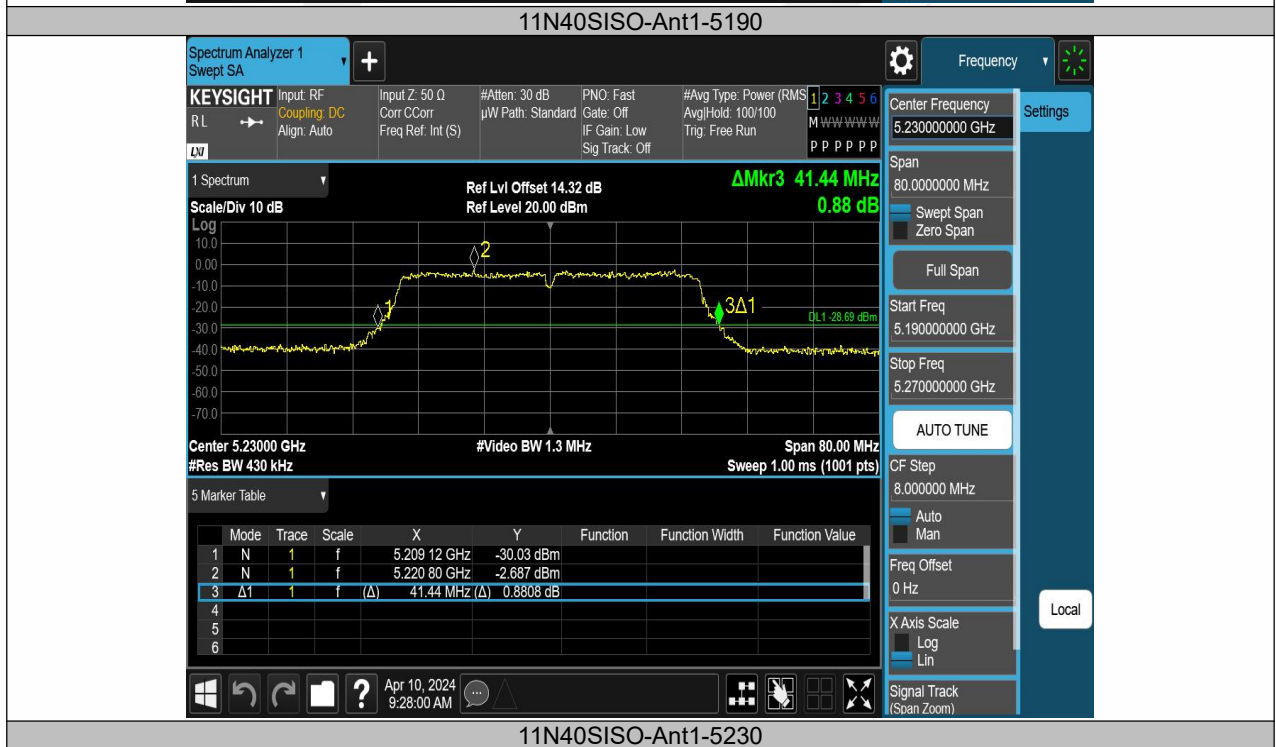 11N40SISO-Ant1-5190
Spectrum Analyzer 1
Swept SA
+
Frequency
KEYSIGHT Input: RF Input Z: 50 Ω #Atten: 30 dB PNO: Fast #Avg Type: Power (RMS 1 2 3 4 5 6
RL Coupling: DC Corr CCorr µW Path: Standard Gate: Off Avg|Hold: 100/100 M W W W W W
Align: Auto Freq Ref: Int (S) IF Gain: Low Trig: Free Run
LXI Sig Track: Off P P P P P P
Center Frequency
5.230000000 GHz
Settings
Span
80.0000000 MHz
Swept Span
Zero Span
Full Span
Start Freq
5.190000000 GHz
Stop Freq
5.270000000 GHz
AUTO TUNE
CF Step
8.000000 MHz
Auto
Man
Freq Offset
0 Hz
X Axis Scale
Log
Lin
Signal Track
(Span Zoom)
Local
1 Spectrum
Ref Lvl Offset 14.32 dB
ΔMkr3 41.44 MHz
Scale/Div 10 dB
Ref Level 20.00 dBm
0.88 dB
Log
10.0
0.00
-10.0
-20.0
-30.0
-40.0
-50.0
-60.0
-70.0
2
1
3Δ1
DL1 -28.69 dBm
Center 5.23000 GHz #Video BW 1.3 MHz Span 80.00 MHz
#Res BW 430 kHz Sweep 1.00 ms (1001 pts)
5 Marker Table
Mode Trace Scale X Y Function Function Width Function Value
1 N 1 f 5.209 12 GHz -30.03 dBm
2 N 1 f 5.220 80 GHz -2.687 dBm
3 Δ1 1 f (Δ) 41.44 MHz (Δ) 0.8808 dB
4
5
6
? Apr 10, 2024
9:28:00 AM
11N40SISO-Ant1-5230